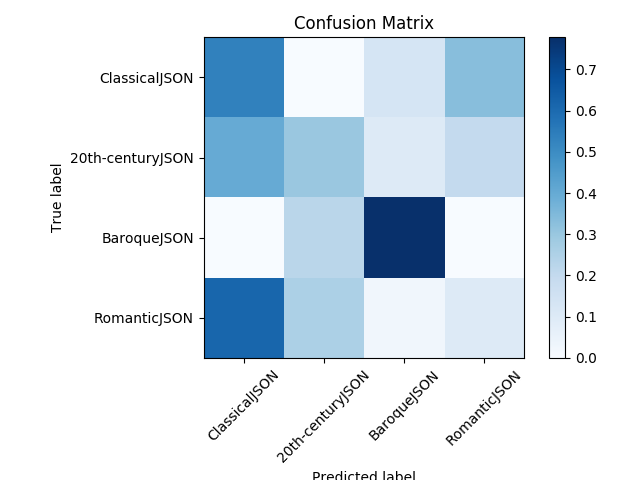 Confusion Matrix
True label
ClassicalJSON
20th-centuryJSON
BaroqueJSON
RomanticJSON
ClassicalJSON
20th-centuryJSON
BaroqueJSON
RomanticJSON
Predicted label
0.7
0.6
0.5
0.4
0.3
0.2
0.1
0.0